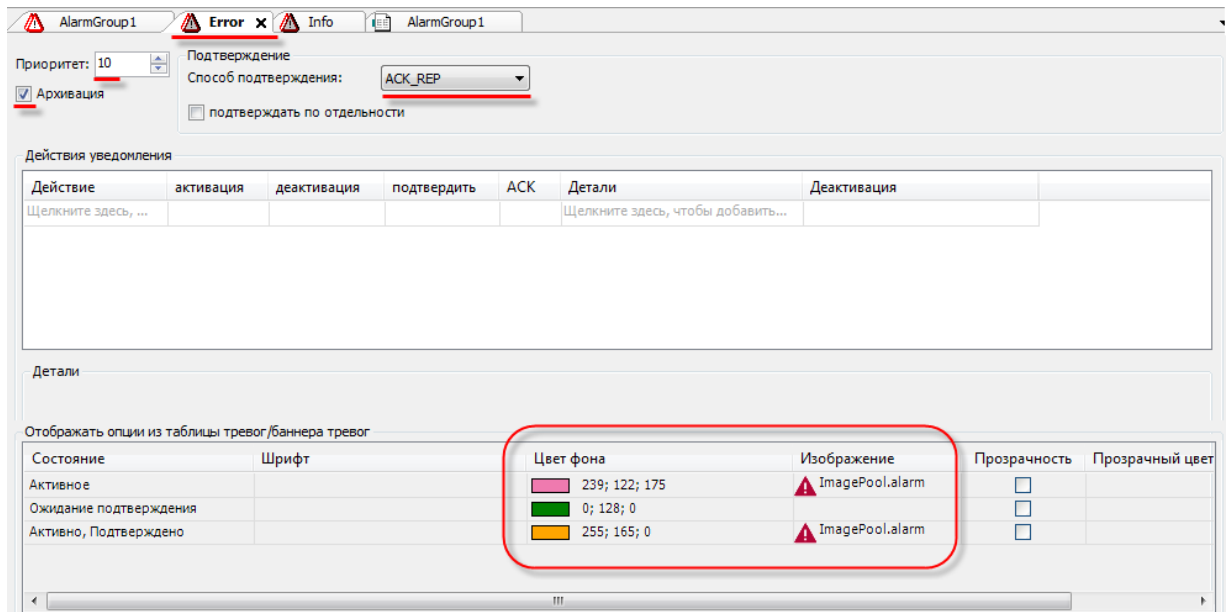 AlarmGroup1 Error x Info AlarmGroup1
Приоритет: 10
Архивация
Подтверждение
Способ подтверждения: ACK_REP
подтверждать по отдельности
Действия уведомления
Действие активация деактивация подтвердить ACK Детали Деактивация
Щелкните здесь, ... Щелкните здесь, чтобы добавить...
Детали
Отображать опции из таблицы тревог/баннера тревог
Состояние Шрифт Цвет фона Изображение Прозрачность Прозрачный цвет
Активное 239; 122; 175 ImagePool.alarm
Ожидание подтверждения 0; 128; 0
Активно, Подтверждено 255; 165; 0 ImagePool.alarm